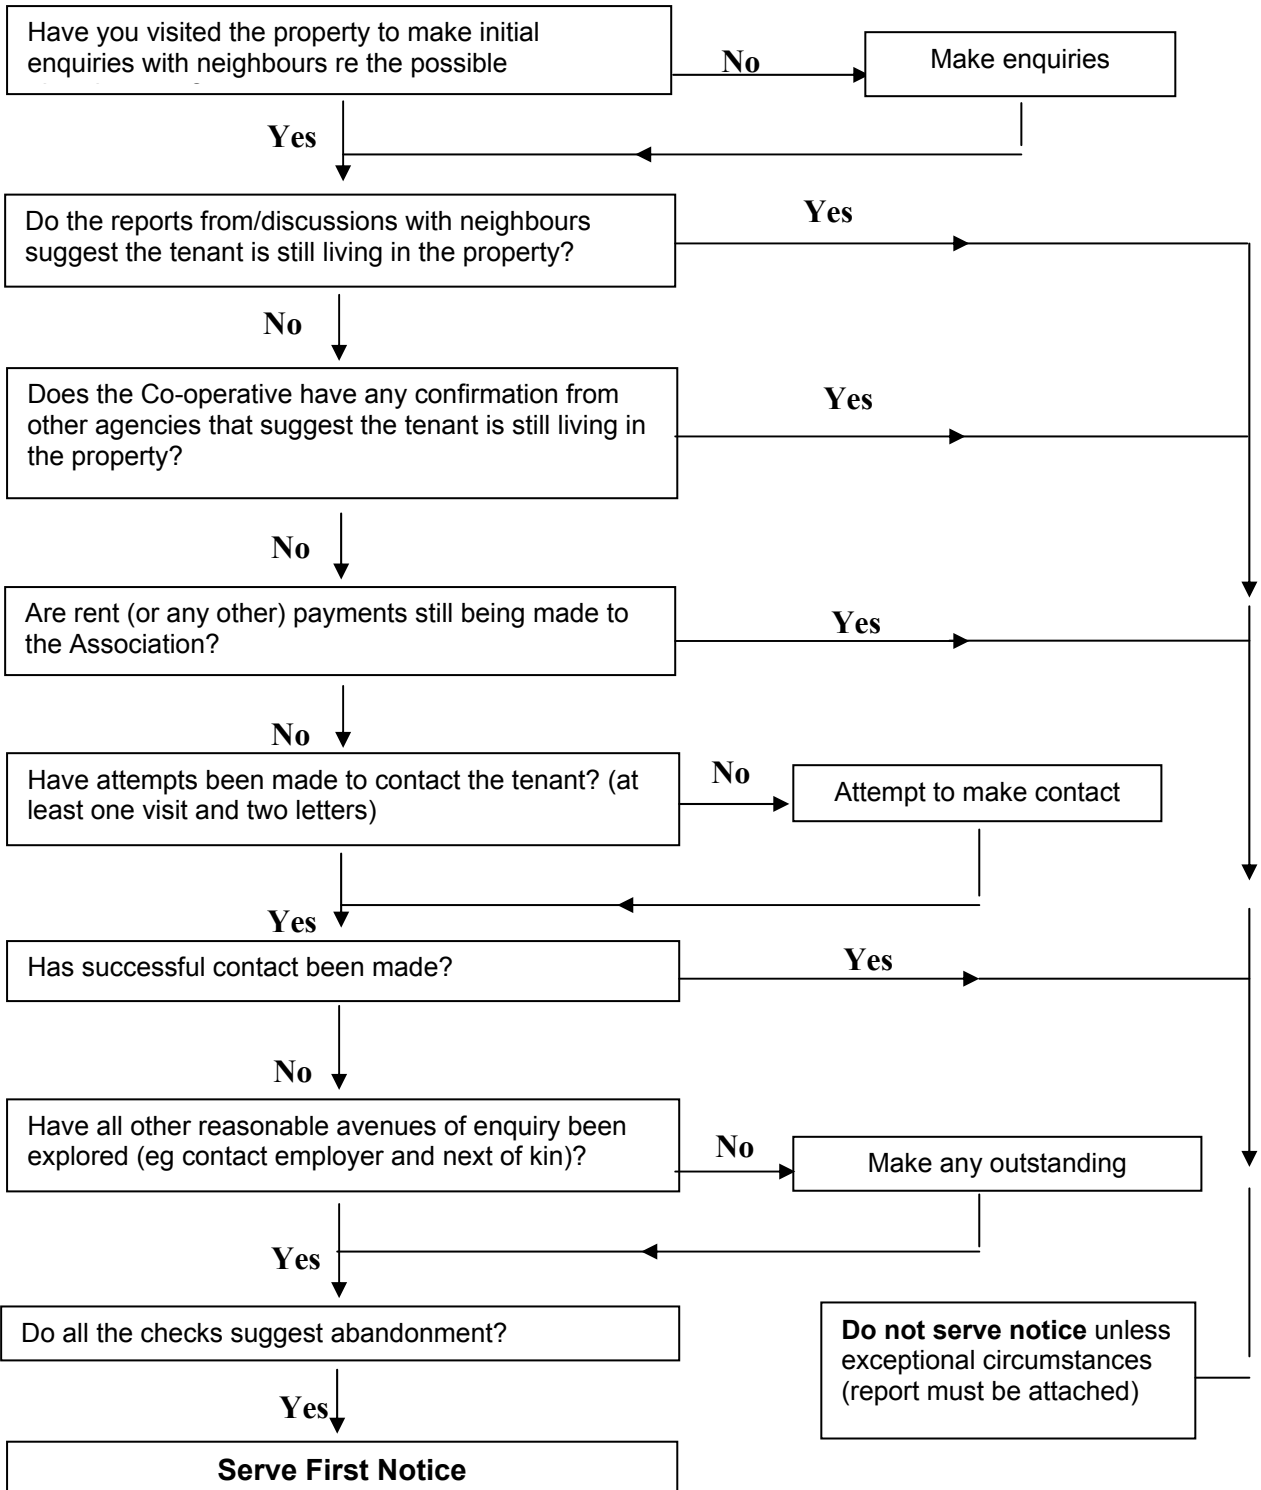 Have you visited the property to make initial
enquiries with neighbours re the possible
No
Make enquiries
Yes
Do the reports from/discussions with neighbours
suggest the tenant is still living in the property?
Yes
No
Does the Co-operative have any confirmation from
other agencies that suggest the tenant is still living in
the property?
Yes
No
Are rent (or any other) payments still being made to
the Association?
Yes
No
Have attempts been made to contact the tenant? (at
least one visit and two letters)
No
Attempt to make contact
Yes
Has successful contact been made?
Yes
No
Have all other reasonable avenues of enquiry been
explored (eg contact employer and next of kin)?
No
Make any outstanding
Yes
Do all the checks suggest abandonment?
Do not serve notice unless
exceptional circumstances
(report must be attached)
Yes
Serve First Notice